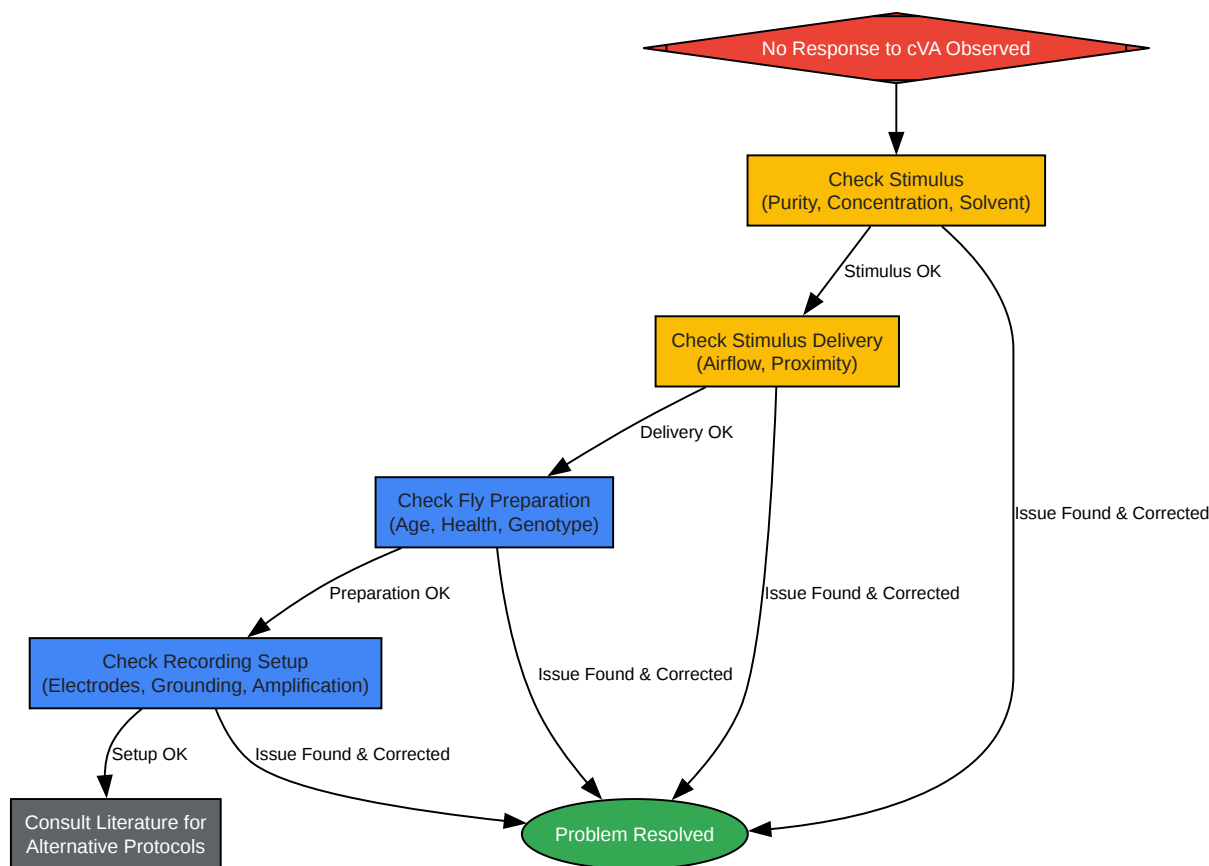 No Response to cVA Observed
Check Stimulus
(Purity, Concentration, Solvent)
Stimulus OK
Check Stimulus Delivery
(Airflow, Proximity)
Delivery OK
Check Fly Preparation
(Age, Health, Genotype)
Issue Found & Corrected
Preparation OK
Issue Found & Corrected
Check Recording Setup
(Electrodes, Grounding, Amplification)
Issue Found & Corrected
Setup OK
Issue Found & Corrected
Consult Literature for
Alternative Protocols
Problem Resolved